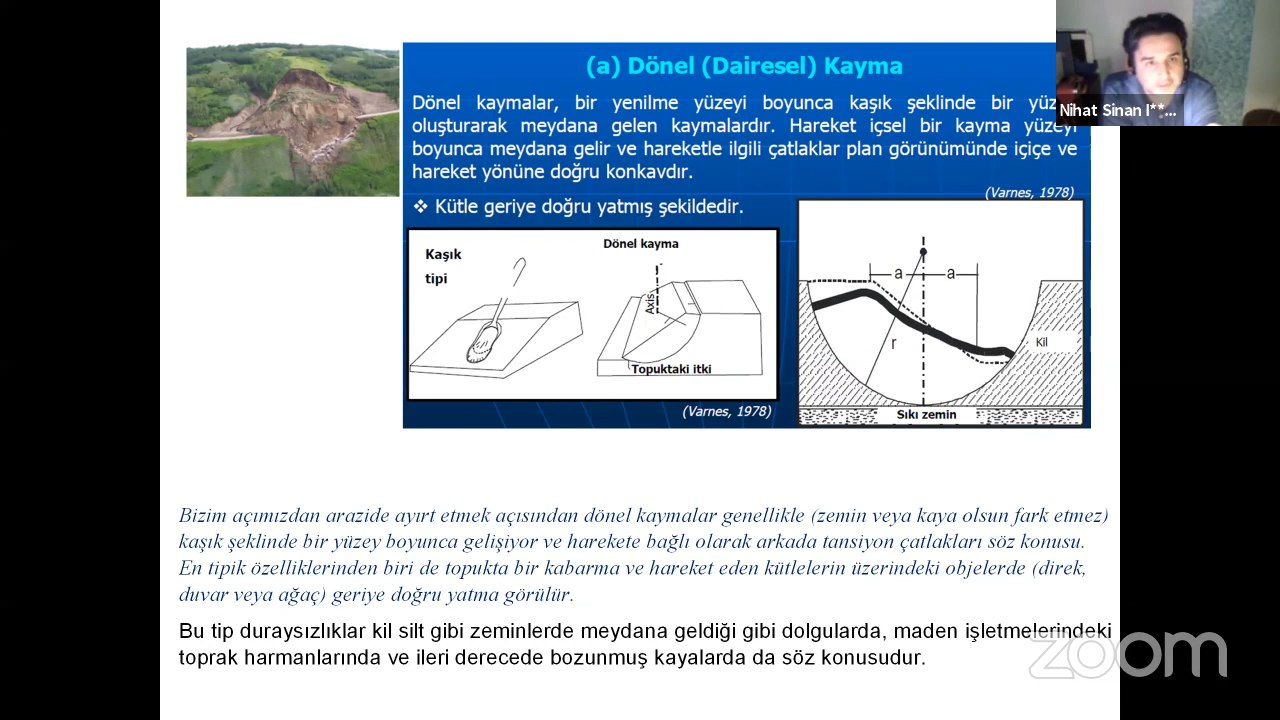 (a) Dönel (Dairesel) Kayma
Dönel kaymalar, bir yenilme yüzeyi boyunca kaşık şeklinde bir
oluşturarak meydana gelen kaymalardır. Hareket içsel bir kayma yüzeyi
boyunca meydana gelir ve hareketle ilgili çatlaklar plan görünümünde içiçe ve
hareket yönüne doğru konkavdır.
(Varnes, 1978)
❖ Kütle geriye doğru yatmış şekildedir.
Kaşık
tipi
Dönel kayma
Axis
Topuktaki itki
(Varnes, 1978)
a
a
r
Kil
Sıkı zemin
Nihat Sinan I**...
Bizim açımızdan arazide ayırt etmek açısından dönel kaymalar genellikle (zemin veya kaya olsun fark etmez)
kaşık şeklinde bir yüzey boyunca gelişiyor ve harekete bağlı olarak arkada tansiyon çatlakları söz konusu.
En tipik özelliklerinden biri de topukta bir kabarma ve hareket eden kütlelerin üzerindeki objelerde (direk,
duvar veya ağaç) geriye doğru yatma görülür.
Bu tip duraysızlıklar kil silt gibi zeminlerde meydana geldiği gibi dolgularda, maden işletmelerindeki
toprak harmanlarında ve ileri derecede bozunmuş kayalarda da söz konusudur.
zoom